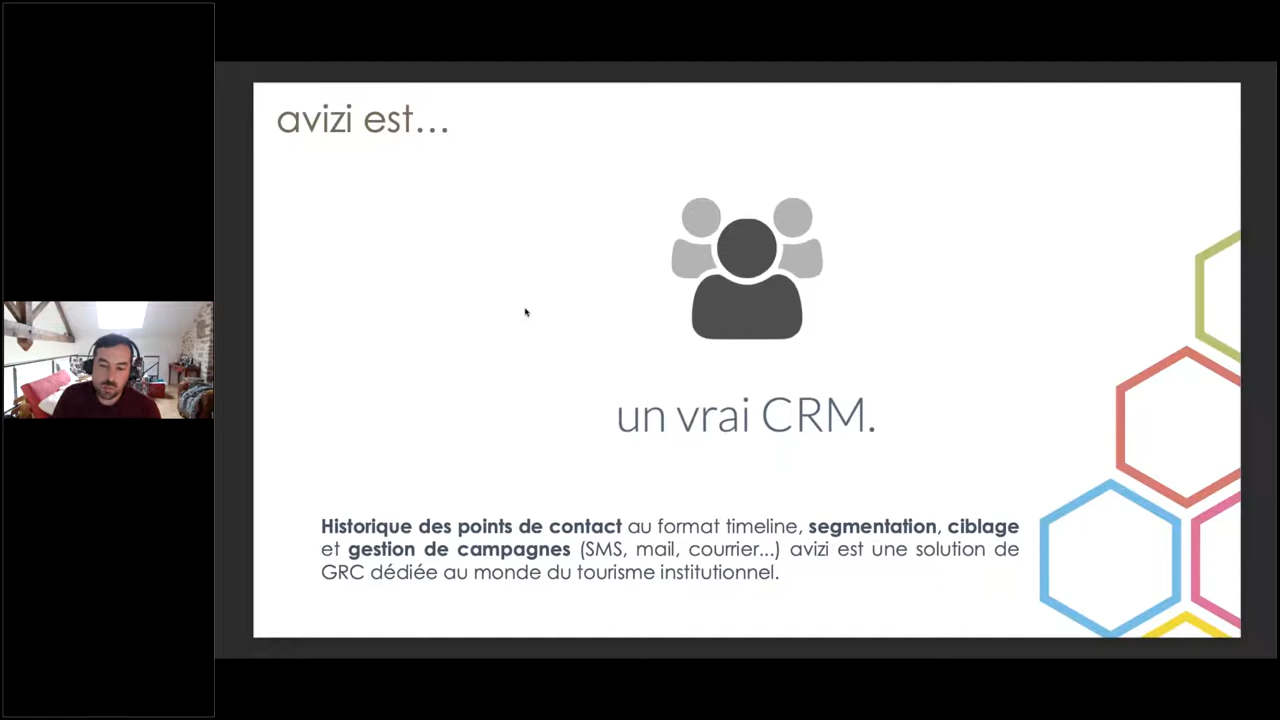 avizi est...
un vrai CRM.
Historique des points de contact au format timeline, segmentation, ciblage
et gestion de campagnes (SMS, mail, courrier...) avizi est une solution de
GRC dédiée au monde du tourisme institutionnel.